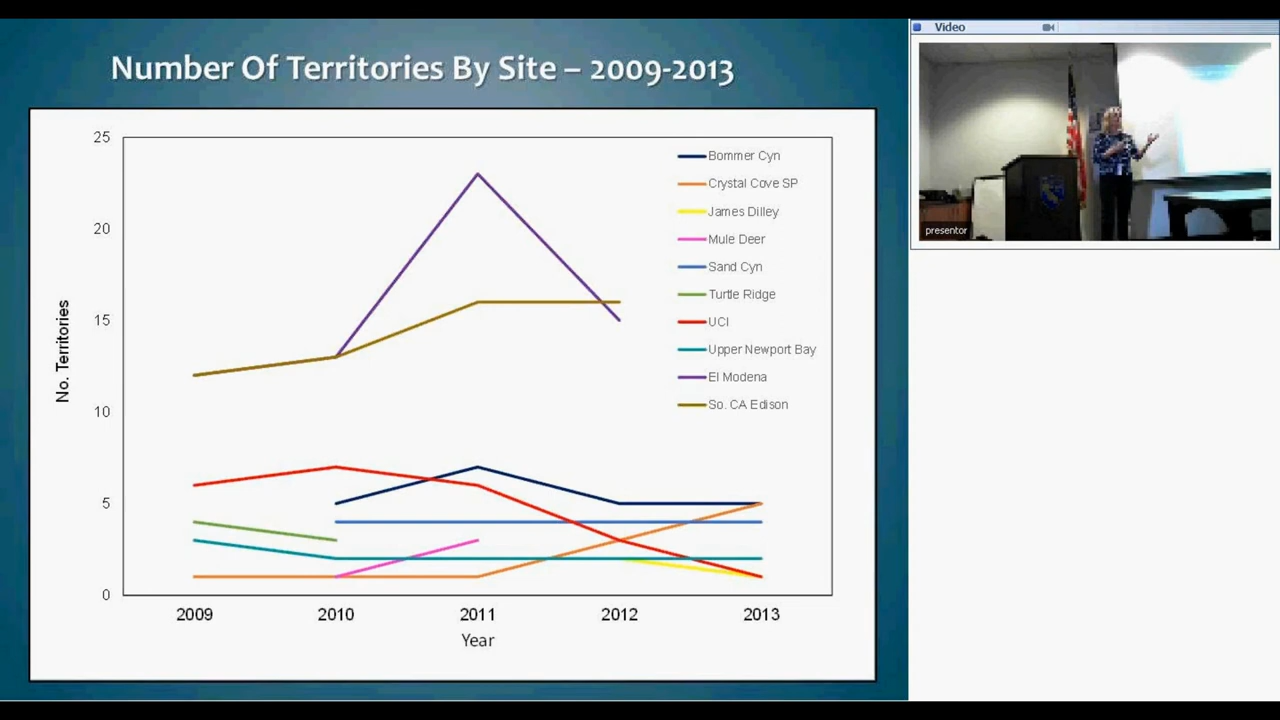 Number Of Territories By Site – 2009-2013
Video
presentor
25
20
15
10
5
0
No. Territories
Bommer Cyn
Crystal Cove SP
James Dilley
Mule Deer
Sand Cyn
Turtle Ridge
UCI
Upper Newport Bay
El Modena
So. CA Edison
2009 2010 2011 2012 2013
Year